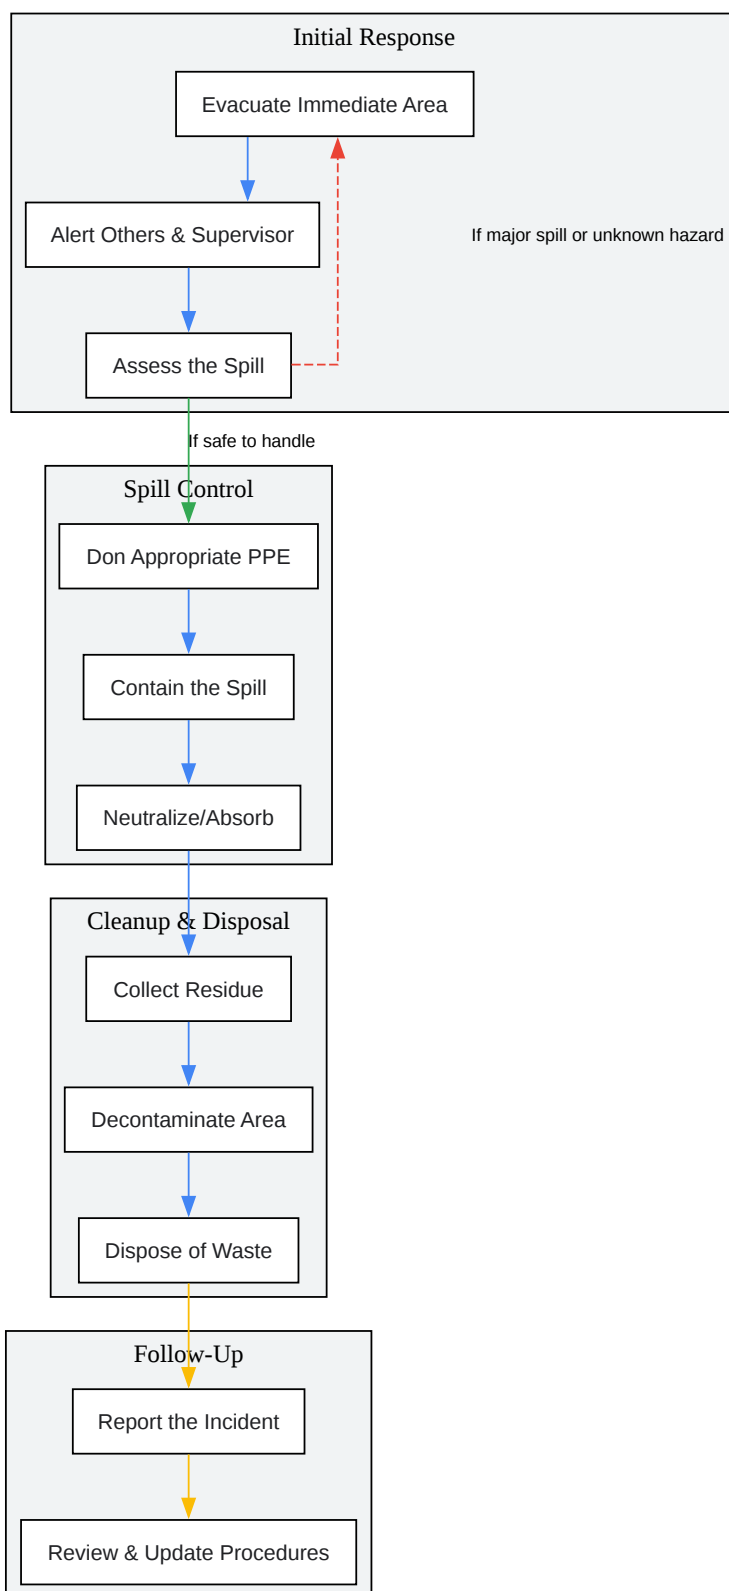 Initial Response
Evacuate Immediate Area
Alert Others & Supervisor
If major spill or unknown hazard
Assess the Spill
If safe to handle
Spill Control
Don Appropriate PPE
Contain the Spill
Neutralize/Absorb
Cleanup & Disposal
Collect Residue
Decontaminate Area
Dispose of Waste
Follow-Up
Report the Incident
Review & Update Procedures